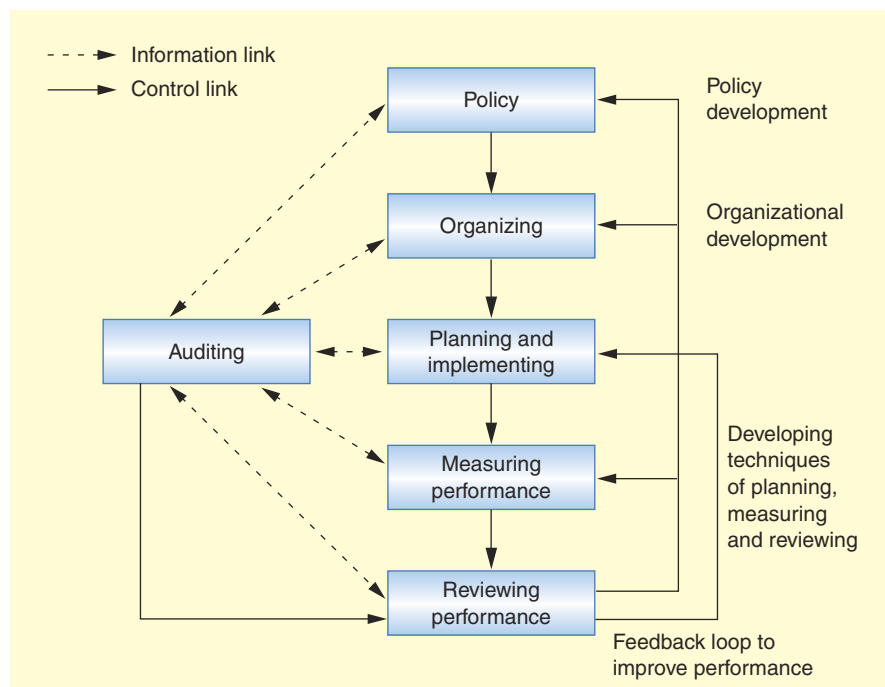 Information link
Control link
Policy
Policy
development
Organizing
Organizational
development
Auditing
Planning and
implementing
Measuring
performance
Developing
techniques
of planning,
measuring
and reviewing
Reviewing
performance
Feedback loop to
improve performance